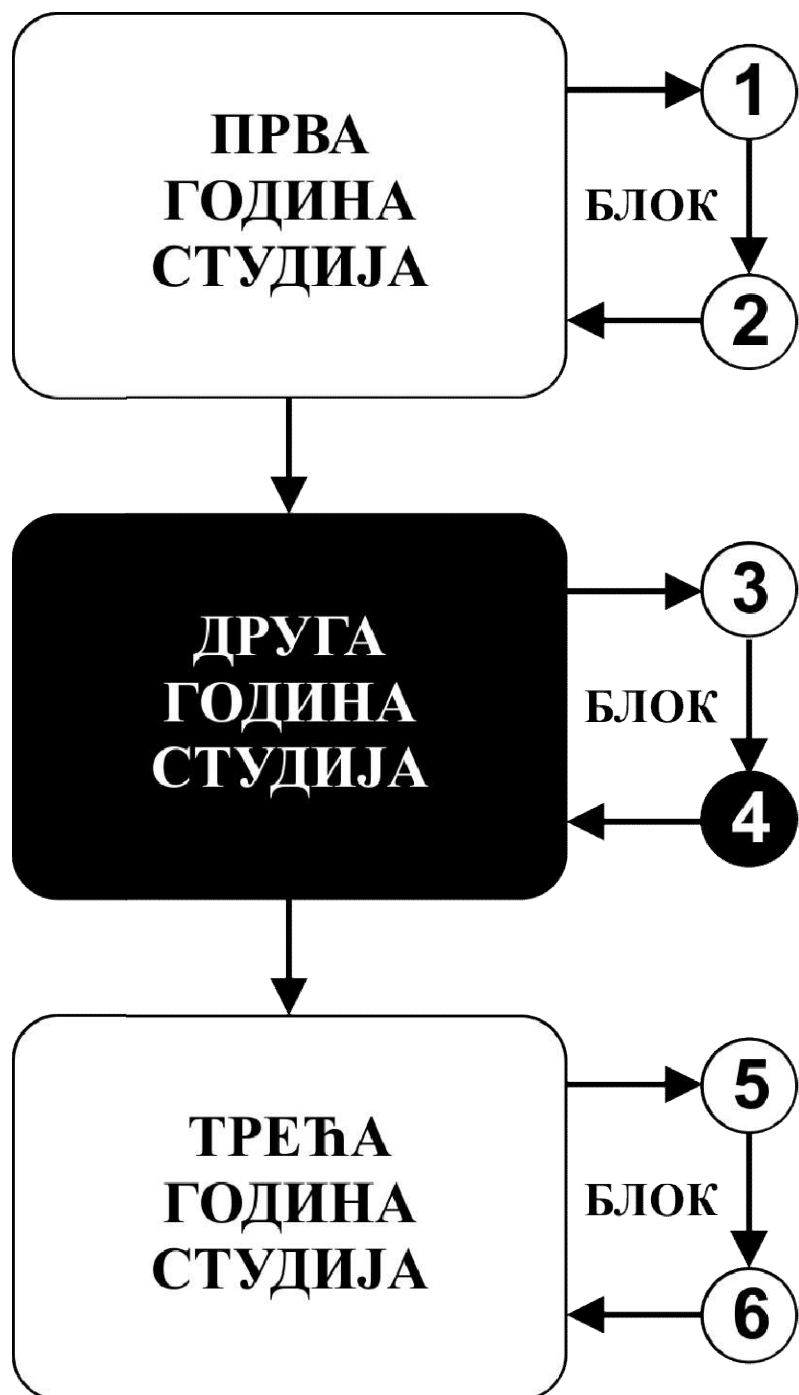 ПРВА
ГОДИНА
СТУДИЈА
1
БЛОК
2
ДРУГА
ГОДИНА
СТУДИЈА
3
БЛОК
4
ТРЕЋА
ГОДИНА
СТУДИЈА
5
БЛОК
6